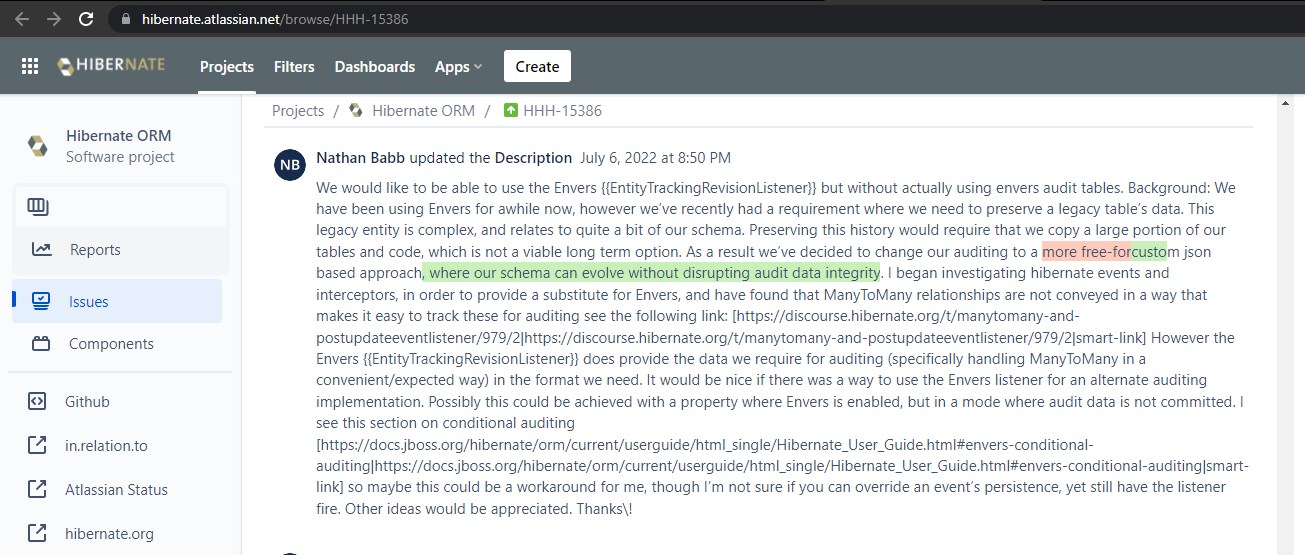 hibernate.atlassian.net/browse/HHH-15386
HIBERNATE Projects Filters Dashboards Apps Create
Hibernate ORM
Software project
Reports
Issues
Components
Github
in.relation.to
Atlassian Status
hibernate.org
Projects / Hibernate ORM / HHH-15386
NB Nathan Babb updated the Description July 6, 2022 at 8:50 PM
We would like to be able to use the Envers {{EntityTrackingRevisionListener}} but without actually using envers audit tables. Background: We
have been using Envers for awhile now, however we've recently had a requirement where we need to preserve a legacy table's data. This
legacy entity is complex, and relates to quite a bit of our schema. Preserving this history would require that we copy a large portion of our
tables and code, which is not a viable long term option. As a result we've decided to change our auditing to a more free-forcustom json
based approach, where our schema can evolve without disrupting audit data integrity. I began investigating hibernate events and
interceptors, in order to provide a substitute for Envers, and have found that ManyToMany relationships are not conveyed in a way that
makes it easy to track these for auditing see the following link: [https://discourse.hibernate.org/t/manytomany-and-
postupdateeventlistener/979/2|https://discourse.hibernate.org/t/manytomany-and-postupdateeventlistener/979/2|smart-link] However the
Envers {{EntityTrackingRevisionListener}} does provide the data we require for auditing (specifically handling ManyToMany in a
convenient/expected way) in the format we need. It would be nice if there was a way to use the Envers listener for an alternate auditing
implementation. Possibly this could be achieved with a property where Envers is enabled, but in a mode where audit data is not committed. I
see this section on conditional auditing
[https://docs.jboss.org/hibernate/orm/current/userguide/html_single/Hibernate_User_Guide.html#envers-conditional-
auditing|https://docs.jboss.org/hibernate/orm/current/userguide/html_single/Hibernate_User_Guide.html#envers-conditional-auditing|smart-
link] so maybe this could be a workaround for me, though I'm not sure if you can override an event's persistence, yet still have the listener
fire. Other ideas would be appreciated. Thanks\!